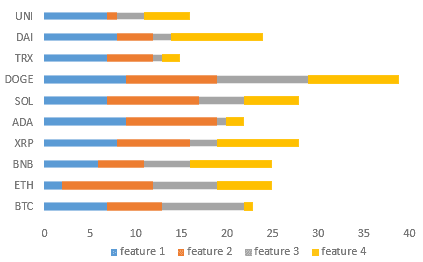 UNI
DAI
TRX
DOGE
SOL
ADA
XRP
BNB
ETH
BTC
0 5 10 15 20 25 30 35 40
feature 1 feature 2 feature 3 feature 4